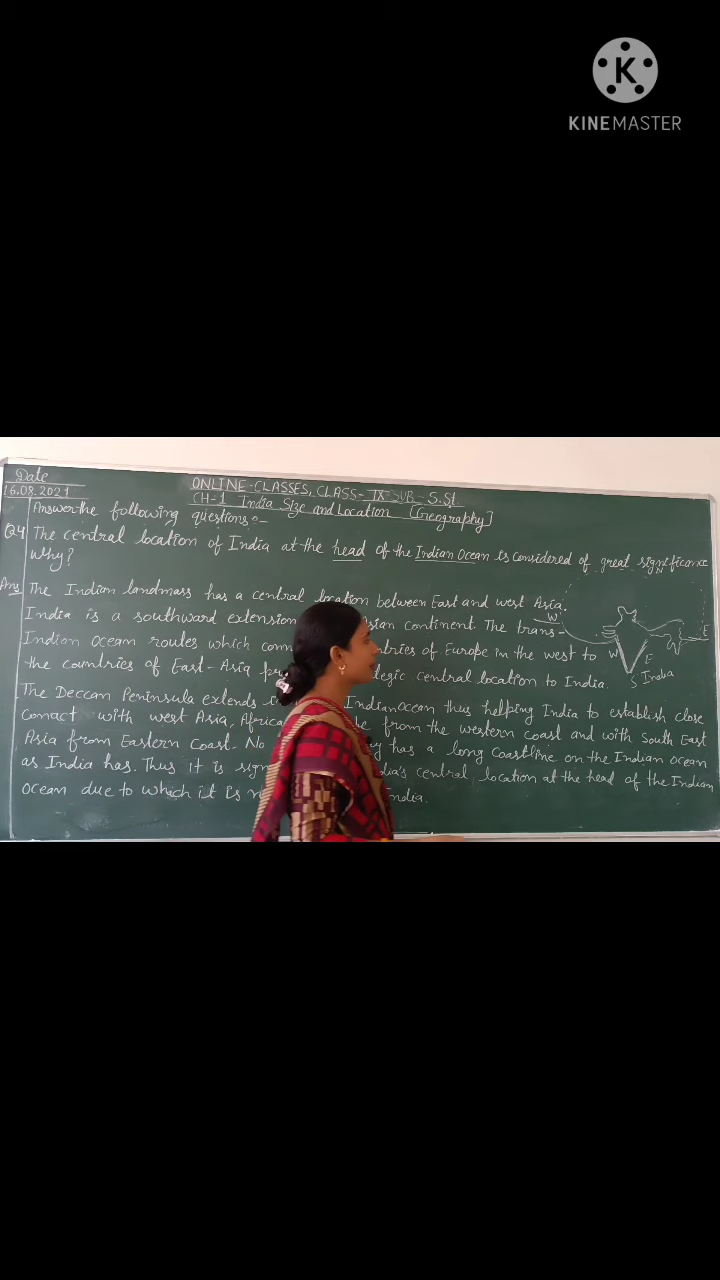 KINEMASTER
Date
16.08.2021
ONLINE-CLASSES, CLASS- IX-SUB- S.St.
CH-1 India Size and Location [Geography]
Answer the following questions:-
Q4 The central location of India at the head of the Indian Ocean is considered of great significance
Why?
Ans The Indian landmass has a central location between East and west Asia.
India is a southward extension sian continent. The trans-
Indian ocean routes which con ntries of Europe in the west to
the countries of East-Asia legic central location to India.
The Deccan Peninsula extends Indian ocean thus helping India to establish close
contact with west Asia, Africa from the western coast and with South East
Asia from Eastern coast. No has a long coastline on the Indian ocean
as India has. Thus it is dia's central location at the head of the Indian
ocean due to which it is ndia.
N
W
E
W
E
S
India